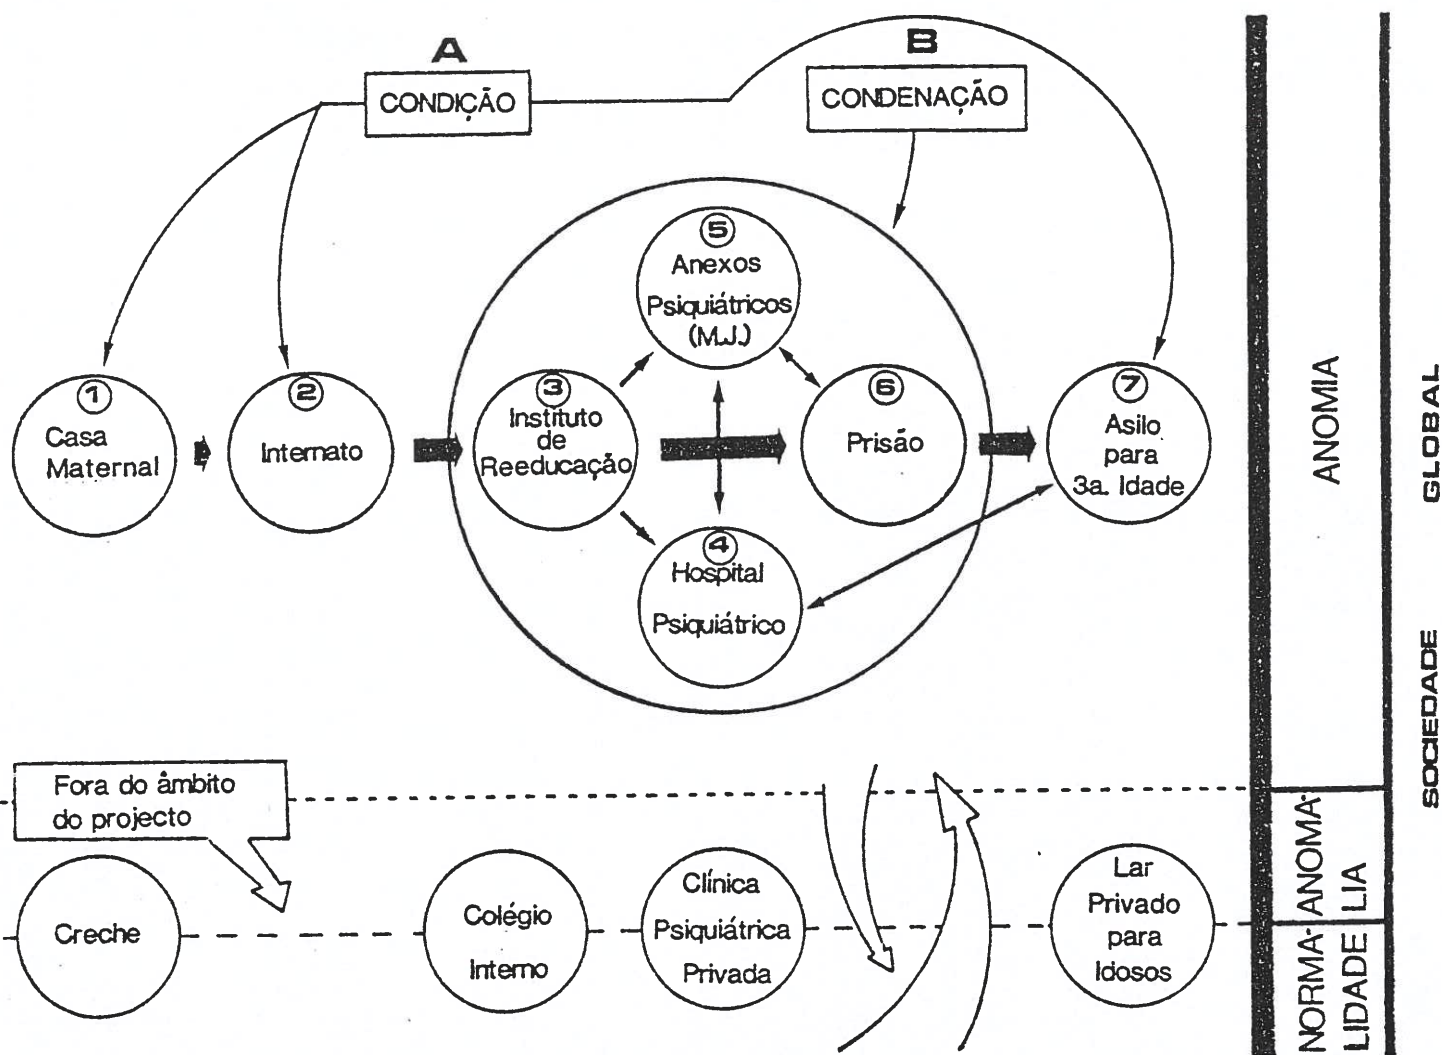 A
CONDIÇÃO
B
CONDENAÇÃO
1
Casa
Maternal
2
Internato
3
Instituto
de
Reeducação
5
Anexos
Psiquiátricos
(M.J.)
4
Hospital
Psiquiátrico
6
Prisão
7
Asilo
para
3a. Idade
Fora do âmbito
do projecto
Creche
Colégio
Interno
Clínica
Psiquiátrica
Privada
Lar
Privado
para
Idosos
ANOMIA
ANOMA-
LIA
NORMA-
LIDADE
SOCIEDADE GLOBAL